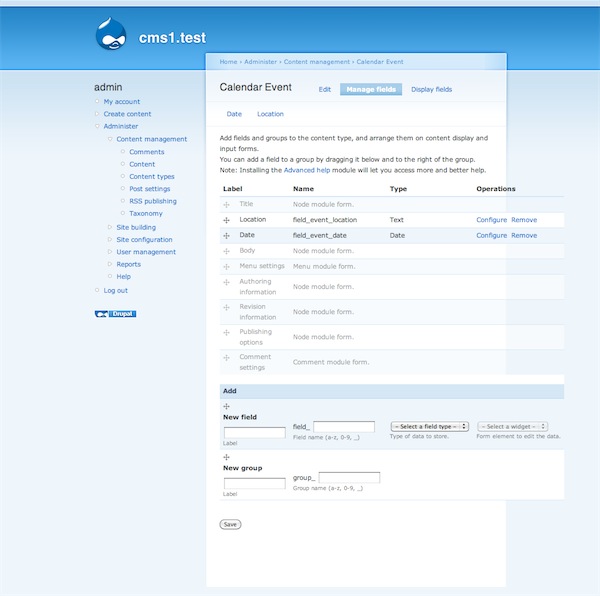 cms1.test
Home › Administer › Content management › Calendar Event
admin
My account
Create content
Administer
Content management
Comments
Content
Content types
Post settings
RSS publishing
Taxonomy
Site building
Site configuration
User management
Reports
Help
Log out
Drupal
Calendar Event
Edit Manage fields Display fields
Date Location
Add fields and groups to the content type, and arrange them on content display and
input forms.
You can add a field to a group by dragging it below and to the right of the group.
Note: Installing the Advanced help module will let you access more and better help.
Label Name Type Operations
Title Node module form.
Location field_event_location Text Configure Remove
Date field_event_date Date Configure Remove
Body Node module form.
Menu settings Menu module form.
Authoring
information Node module form.
Revision
information Node module form.
Publishing
options Node module form.
Comment
settings Comment module form.
Add
New field
field_ - Select a field type - - Select a widget -
Label Field name (a-z, 0-9, _) Type of data to store. Form element to edit the data.
New group
group_
Label Group name (a-z, 0-9, _)
Save